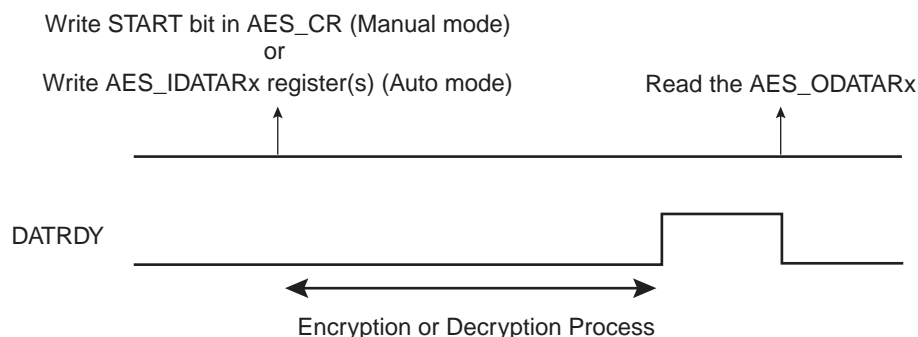 Write START bit in AES_CR (Manual mode)
or
Write AES_IDATARx register(s) (Auto mode)
Read the AES_ODATARx
DATRDY
Encryption or Decryption Process